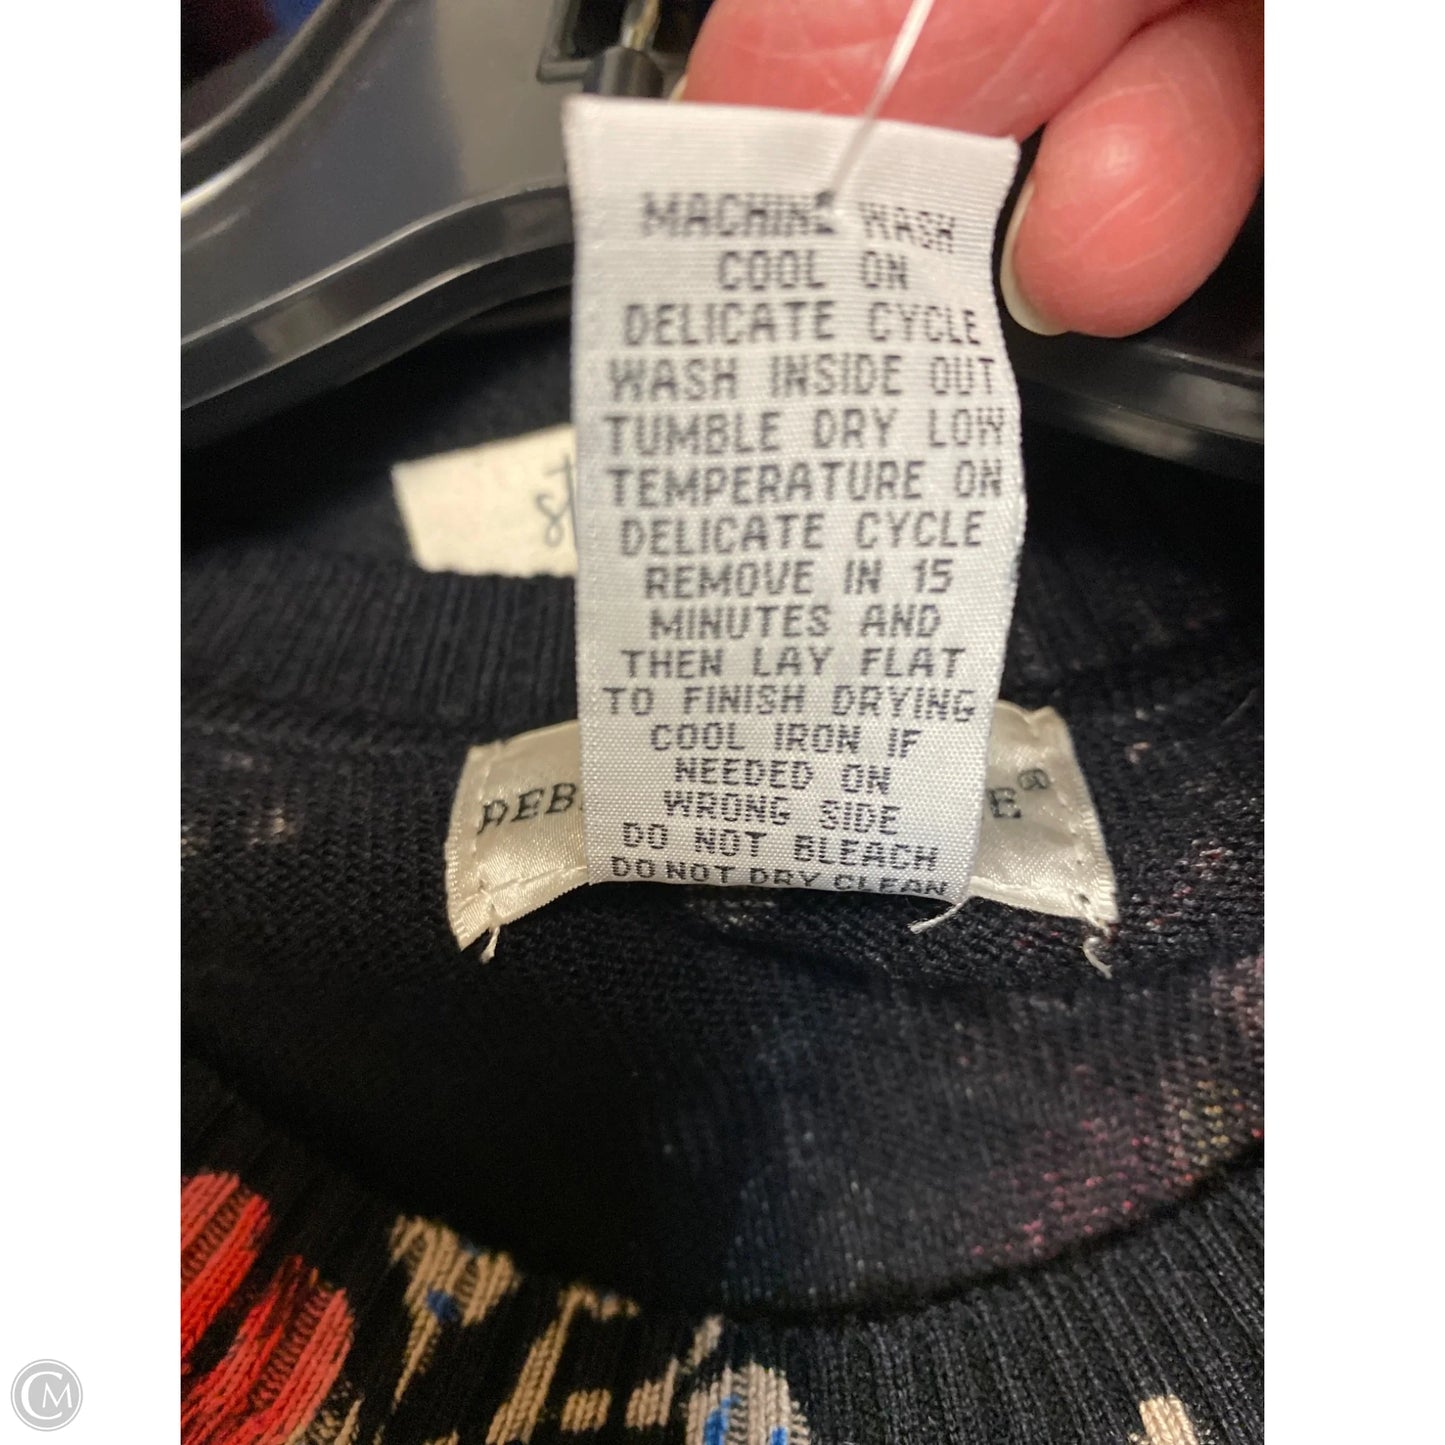 MACHINE WASH
COOL ON
DELICATE CYCLE
WASH INSIDE OUT
TUMBLE DRY LOW
TEMPERATURE ON
DELICATE CYCLE
REMOVE IN 15
MINUTES AND
THEN LAY FLAT
TO FINISH DRYING
COOL IRON IF
NEEDED ON
WRONG SIDE
DO NOT BLEACH
DO NOT DRY CLEAN
CM